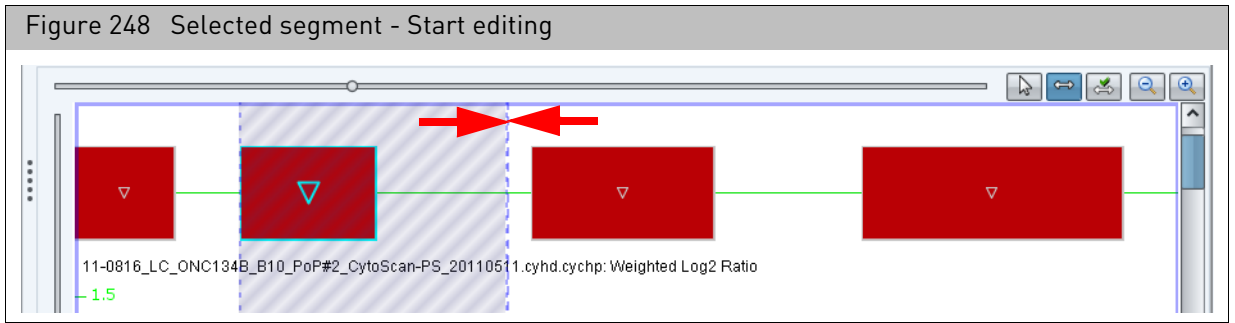 Figure 248 Selected segment - Start editing
11-0816_LC_ONC134B_B10_PoP#2_CytoScan-PS_20110511.cyhd.cychp: Weighted Log2 Ratio
1.5